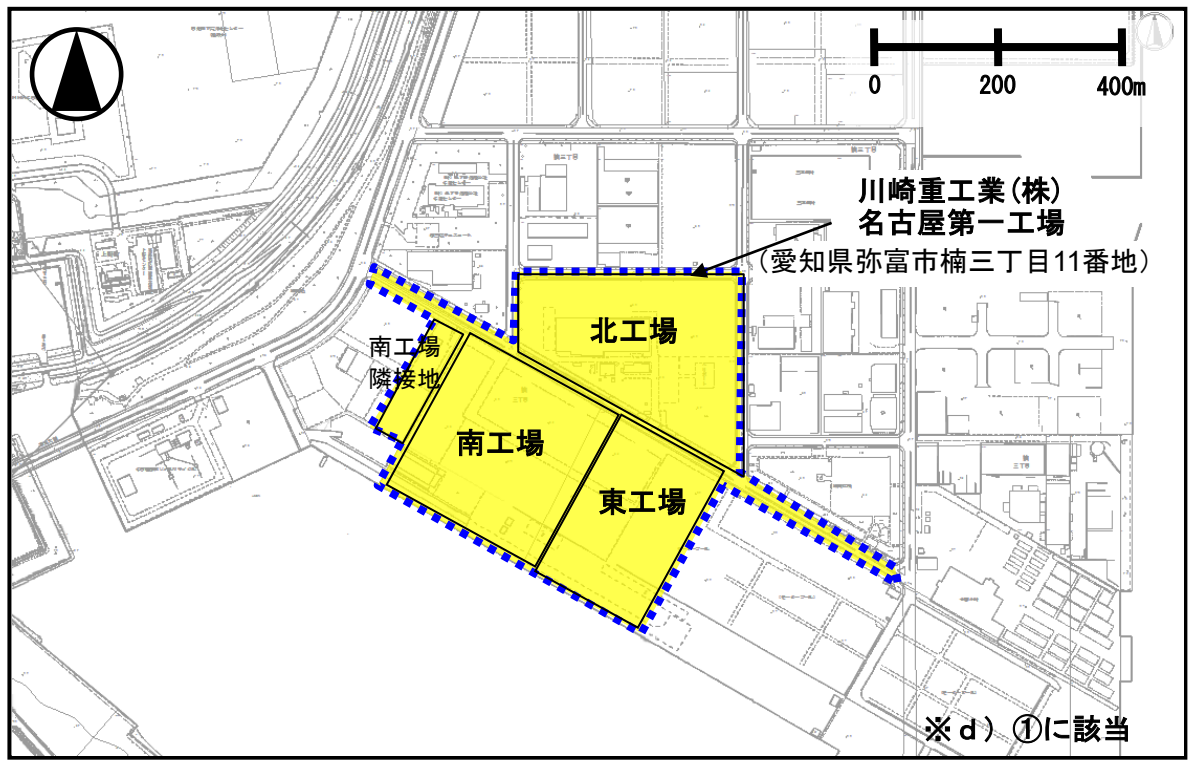 0 200 400m
川崎重工業(株)
名古屋第一工場
(愛知県弥富市楠三丁目11番地)
北工場
南工場
隣接地
南工場
東工場
※d)①に該当